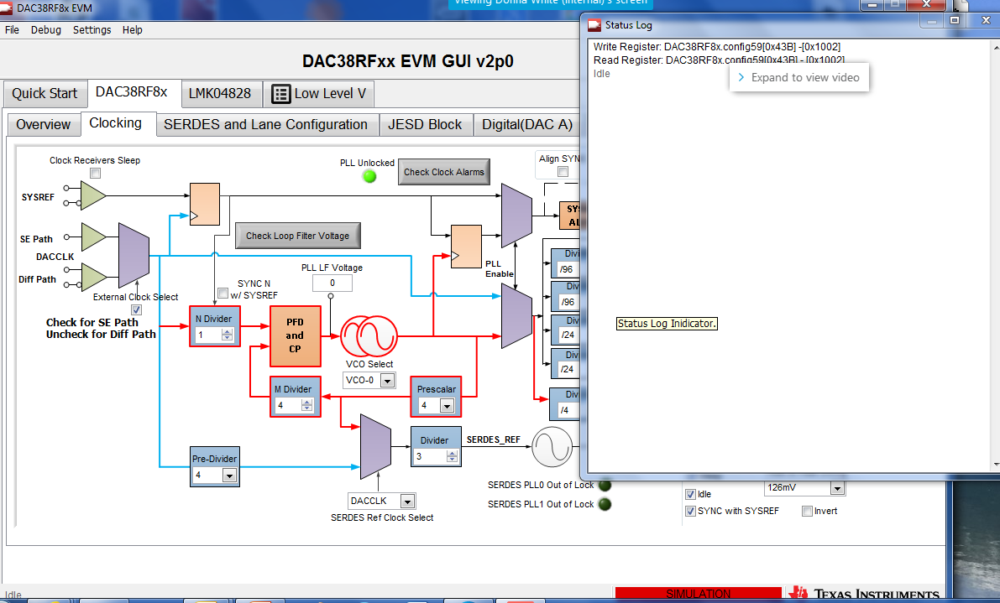 DAC38RF8x EVM
Viewing Donna White (internal)'s screen
File Debug Settings Help
DAC38RFxx EVM GUI v2p0
Quick Start DAC38RF8x LMK04828 Low Level V
Overview Clocking SERDES and Lane Configuration JESD Block Digital(DAC A)
Status Log
Write Register: DAC38RF8x.config59[0x43B] -[0x1002]
Read Register: DAC38RF8x.config59[0x43B] - [0x1002]
Idle
Expand to view video
Status Log Inidicator.
Clock Receivers Sleep
PLL Unlocked
Check Clock Alarms
Align SYN
SYSREF
SY
AL
SE Path
DACCLK
Diff Path
Check Loop Filter Voltage
PLL LF Voltage
0
PLL
Enable
External Clock Select
SYNC N
w/ SYSREF
Check for SE Path
Uncheck for Diff Path
N Divider
1
PFD
and
CP
VCO Select
VCO-0
M Divider
4
Prescalar
4
Divi
/96
Div
/96
Div
/24
Div
/24
Div
/4
Pre-Divider
4
Divider
3
SERDES_REF
DACCLK
SERDES Ref Clock Select
SERDES PLL0 Out of Lock
SERDES PLL1 Out of Lock
Idle
126mV
SYNC with SYSREF
Invert
Idle
SIMULATION
TEXAS INSTRUMENTS